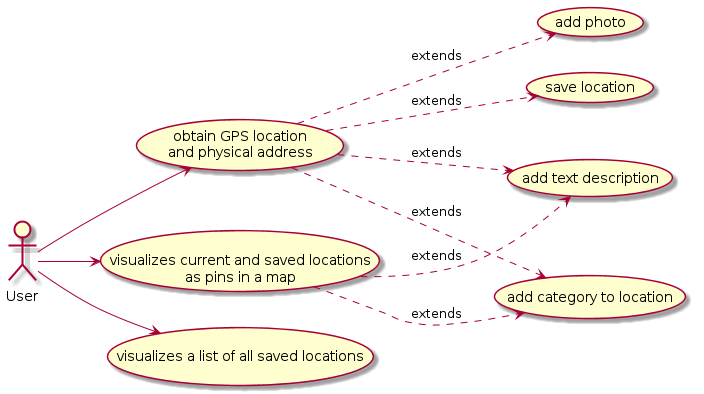 add photo
extends
save location
extends
obtain GPS location
and physical address
extends
add text description
extends
visualizes current and saved locations
as pins in a map
extends
User
add category to location
extends
visualizes a list of all saved locations